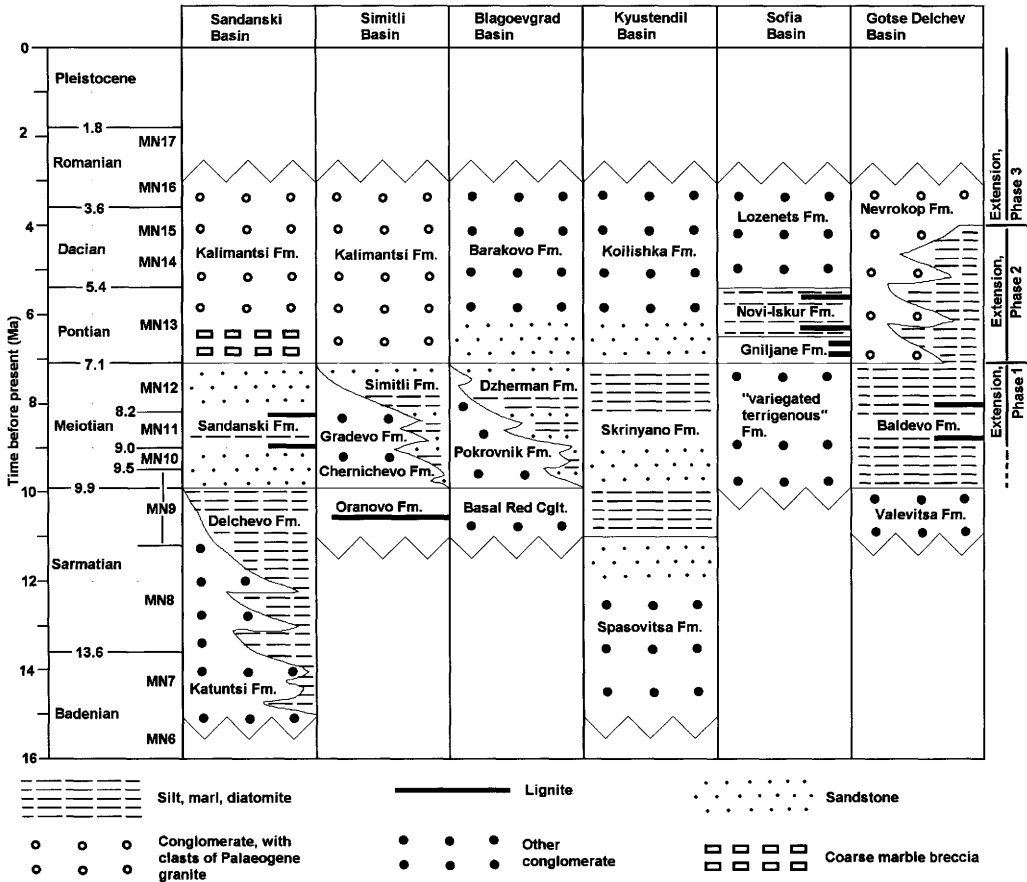 Sandanski
Basin
Simitli
Basin
Blagoevgrad
Basin
Kyustendil
Basin
Sofia
Basin
Gotse Delchev
Basin
Time before present (Ma)
0
2
4
6
8
10
12
14
16
Pleistocene
1.8
Romanian
3.6
Dacian
5.4
Pontian
7.1
Meiotian
8.2
9.0
9.5
9.9
Sarmatian
13.6
Badenian
MN17
MN16
MN15
MN14
MN13
MN12
MN11
MN10
MN9
MN8
MN7
MN6
Kalimantsi Fm.
Sandanski Fm.
Delchevo Fm.
Katuntsi Fm.
Kalimantsi Fm.
Simitli Fm.
Gradevo Fm.
Chernichevo Fm.
Oranovo Fm.
Barakovo Fm.
Dzherman Fm.
Pokrovnik Fm.
Basal Red Cglt.
Koilishka Fm.
Skrinyano Fm.
Spasovitsa Fm.
Lozenets Fm.
Novi-Iskur Fm.
Gniljane Fm.
"variegated
terrigenous"
Fm.
Nevrokop Fm.
Baldevo Fm.
Valevitsa Fm.
Extension,
Phase 3
Extension,
Phase 2
Extension,
Phase 1
Silt, marl, diatomite
Lignite
Sandstone
Conglomerate, with
clasts of Palaeogene
granite
Other
conglomerate
Coarse marble breccia